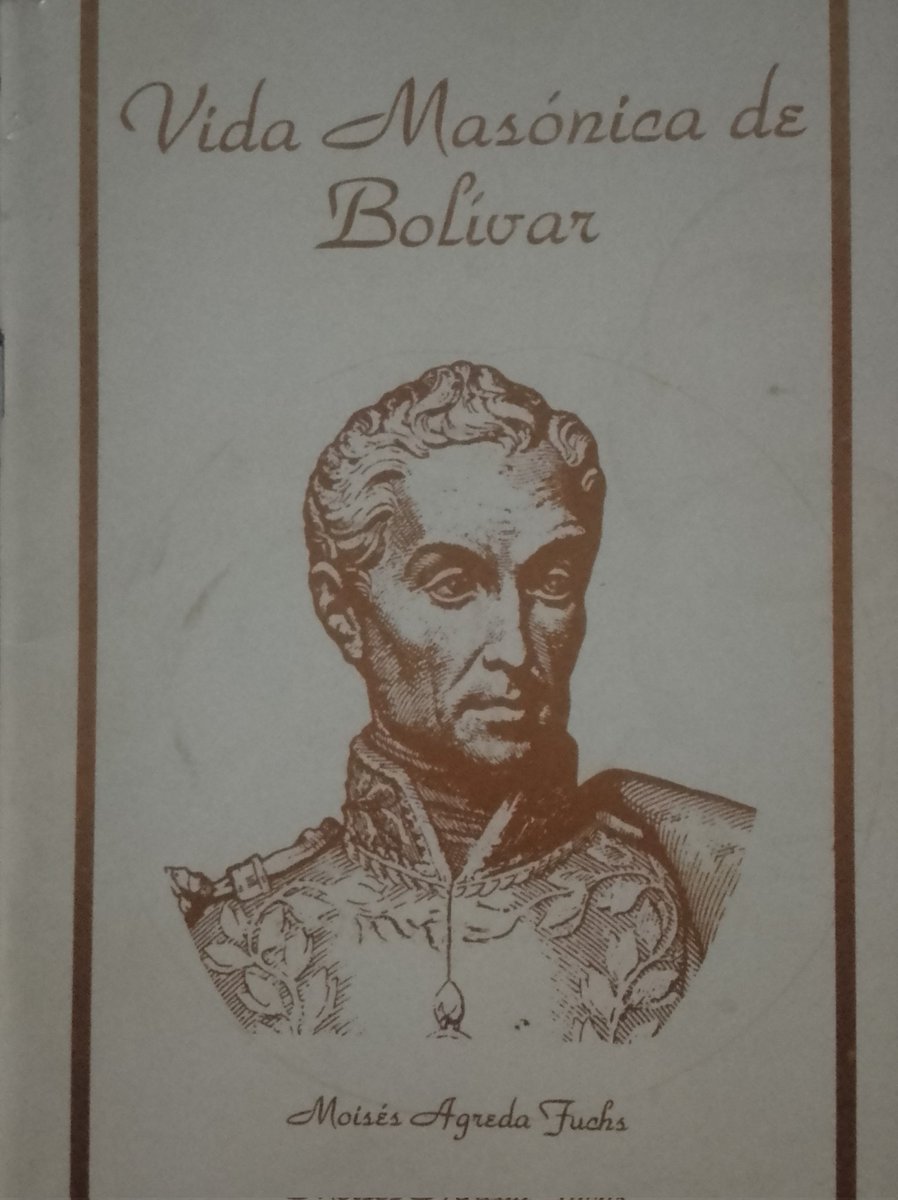 Vida Masónica de
Bolívar
Moisés Agreda Fuchs